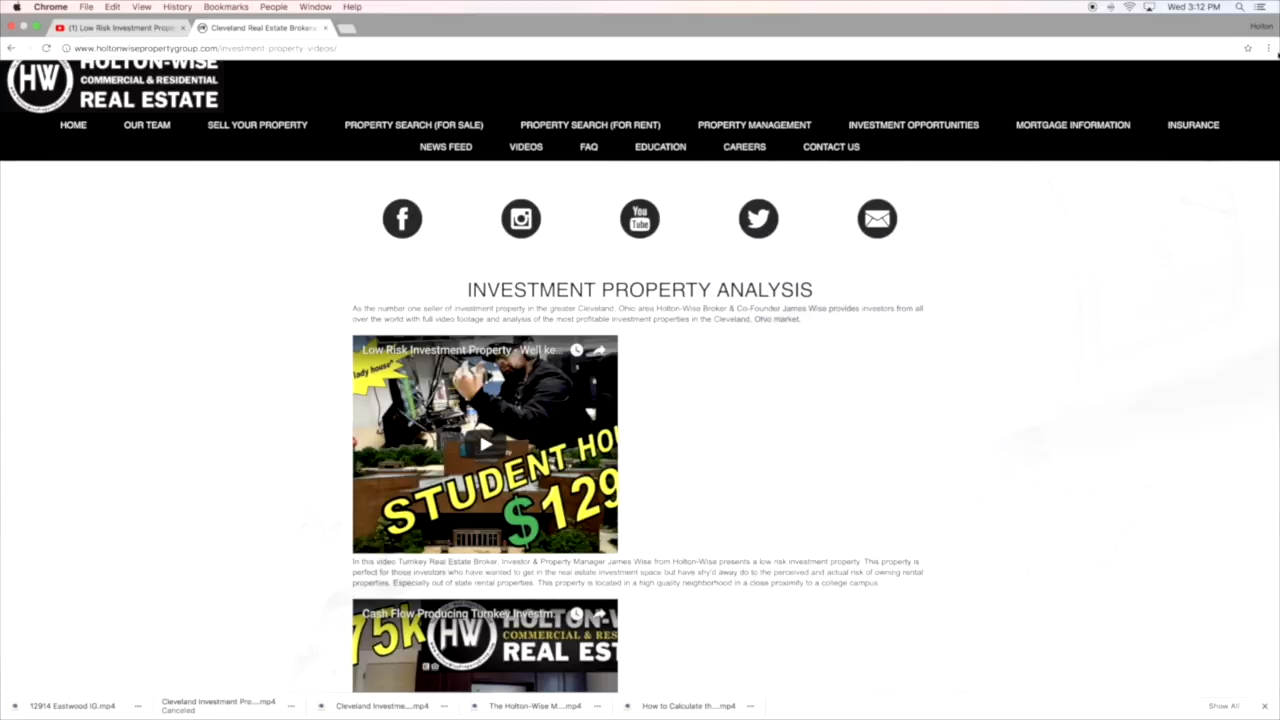 Chrome File Edit View History Bookmarks People Window Help Wed 3:12 PM
(1) Low Risk Investment Prope Cleveland Real Estate Brokera Holton
www.holtonwisepropertygroup.com/investment-property-videos/
HW HOLTON-WISE
COMMERCIAL & RESIDENTIAL
REAL ESTATE
HOME OUR TEAM SELL YOUR PROPERTY PROPERTY SEARCH (FOR SALE) PROPERTY SEARCH (FOR RENT) PROPERTY MANAGEMENT INVESTMENT OPPORTUNITIES MORTGAGE INFORMATION INSURANCE
NEWS FEED VIDEOS FAQ EDUCATION CAREERS CONTACT US
You Tube
INVESTMENT PROPERTY ANALYSIS
As the number one seller of investment property in the greater Cleveland, Ohio area Holton-Wise Broker & Co-Founder James Wise provides investors from all
over the world with full video footage and analysis of the most profitable investment properties in the Cleveland, Ohio market.
Low Risk Investment Property - Well ke...
lady house"
STUDENT HOU
$129
In this video Turnkey Real Estate Broker, Investor & Property Manager James Wise from Holton-Wise presents a low risk investment property. This property is
perfect for those investors who have wanted to get in the real estate investment space but have shy'd away do to the perceived and actual risk of owning rental
properties. Especially out of state rental properties. This property is located in a high quality neighborhood in a close proximity to a college campus.
Cash Flow Producing Turnkey Investm...
75k HW HOLTON-W
COMMERCIAL & RES
REAL EST
12914 Eastwood IG.mp4 Cleveland Investment Pro....mp4 Cleveland Investme....mp4 The Holton-Wise M....mp4 How to Calculate th....mp4 Show All
Canceled